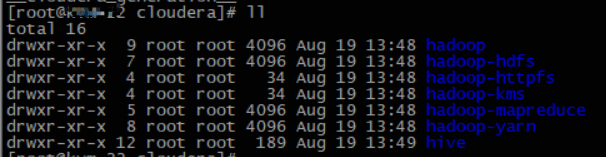 __cloudera_generation__
[root@ 2 cloudera]# ll
total 16
drwxr-xr-x 9 root root 4096 Aug 19 13:48 hadoop
drwxr-xr-x 7 root root 4096 Aug 19 13:48 hadoop-hdfs
drwxr-xr-x 4 root root 34 Aug 19 13:48 hadoop-httpfs
drwxr-xr-x 4 root root 34 Aug 19 13:48 hadoop-kms
drwxr-xr-x 5 root root 4096 Aug 19 13:48 hadoop-mapreduce
drwxr-xr-x 8 root root 4096 Aug 19 13:48 hadoop-yarn
drwxr-xr-x 12 root root 189 Aug 19 13:49 hive
cloudera]#